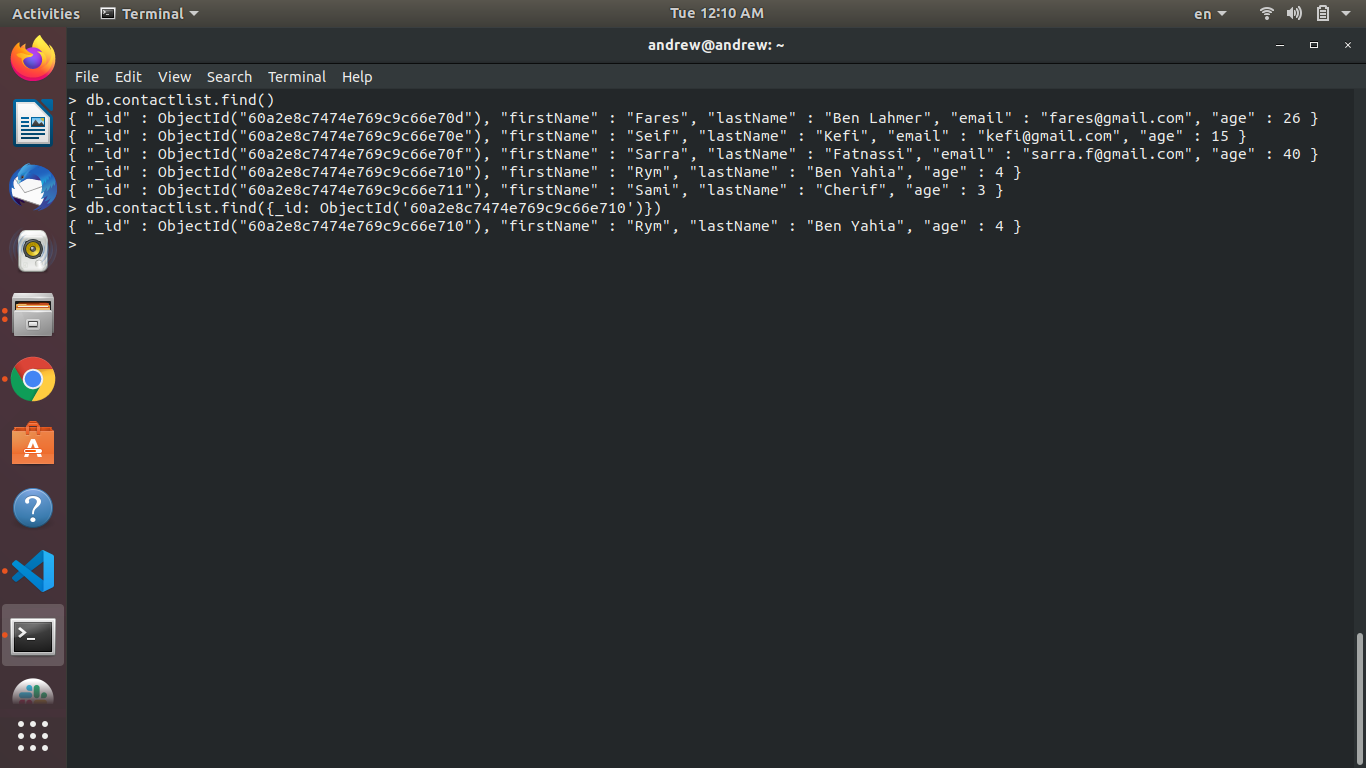 Activities Terminal Tue 12:10 AM en
andrew@andrew: ~
File Edit View Search Terminal Help
> db.contactlist.find()
{ "_id" : ObjectId("60a2e8c7474e769c9c66e70d"), "firstName" : "Fares", "lastName" : "Ben Lahmer", "email" : "fares@gmail.com", "age" : 26 }
{ "_id" : ObjectId("60a2e8c7474e769c9c66e70e"), "firstName" : "Seif", "lastName" : "Kefi", "email" : "kefi@gmail.com", "age" : 15 }
{ "_id" : ObjectId("60a2e8c7474e769c9c66e70f"), "firstName" : "Sarra", "lastName" : "Fatnassi", "email" : "sarra.f@gmail.com", "age" : 40 }
{ "_id" : ObjectId("60a2e8c7474e769c9c66e710"), "firstName" : "Rym", "lastName" : "Ben Yahia", "age" : 4 }
{ "_id" : ObjectId("60a2e8c7474e769c9c66e711"), "firstName" : "Sami", "lastName" : "Cherif", "age" : 3 }
> db.contactlist.find({_id: ObjectId('60a2e8c7474e769c9c66e710')})
{ "_id" : ObjectId("60a2e8c7474e769c9c66e710"), "firstName" : "Rym", "lastName" : "Ben Yahia", "age" : 4 }
>